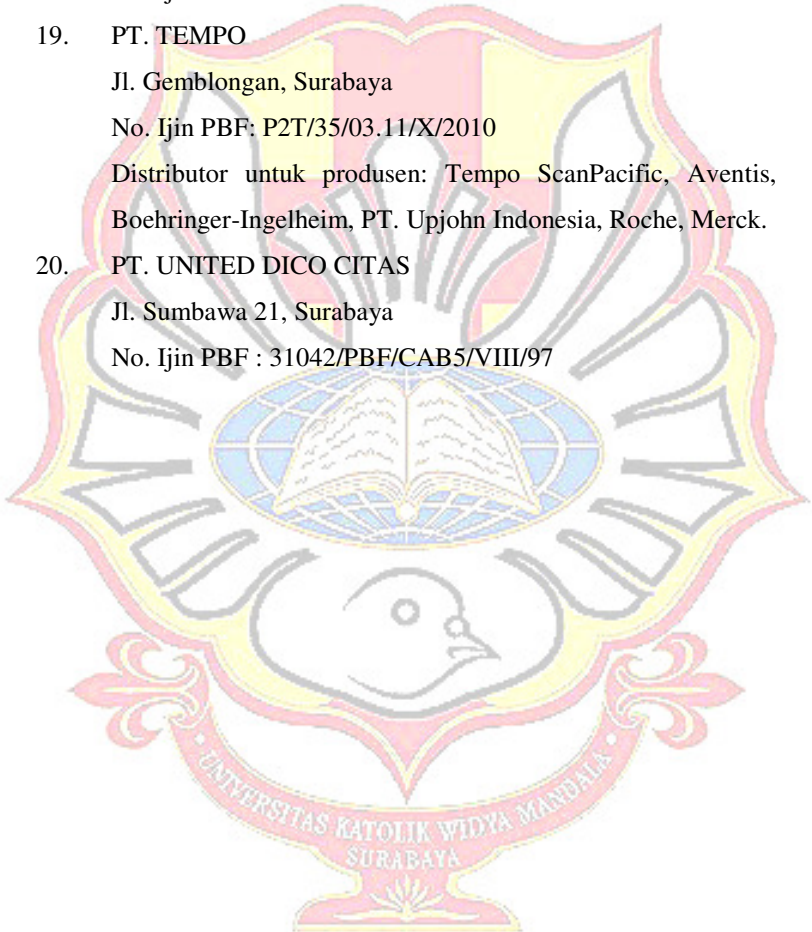 19. PT. TEMPO
Jl. Gemblongan, Surabaya
No. Ijin PBF: P2T/35/03.11/X/2010
Distributor untuk produsen: Tempo ScanPacific, Aventis,
Boehringer-Ingelheim, PT. Upjohn Indonesia, Roche, Merck.
20. PT. UNITED DICO CITAS
Jl. Sumbawa 21, Surabaya
No. Ijin PBF : 31042/PBF/CAB5/VIII/97
UNIVERSITAS KATOLIK WIDYA MANDALA
SURABAYA